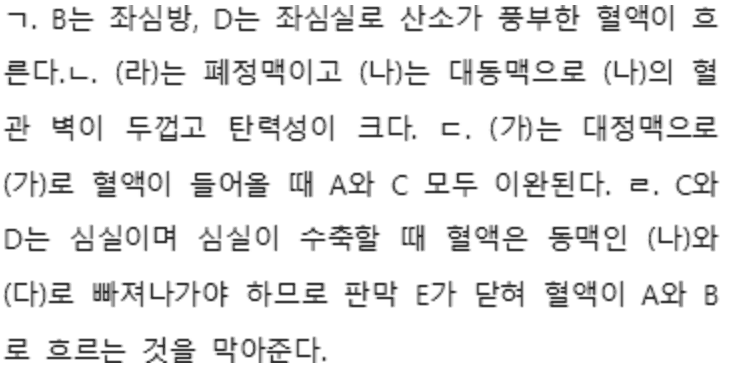 ㄱ. B는 좌심방, D는 좌심실로 산소가 풍부한 혈액이 흐
른다.ㄴ. (라)는 폐정맥이고 (나)는 대동맥으로 (나)의 혈
관 벽이 두껍고 탄력성이 크다. ㄷ. (가)는 대정맥으로
(가)로 혈액이 들어올 때 A와 C 모두 이완된다. ㄹ. C와
D는 심실이며 심실이 수축할 때 혈액은 동맥인 (나)와
(다)로 빠져나가야 하므로 판막 E가 닫혀 혈액이 A와 B
로 흐르는 것을 막아준다.